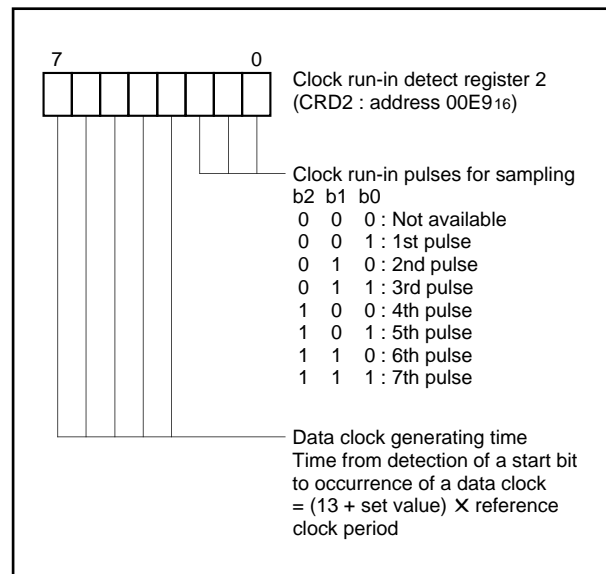 7 0
Clock run-in detect register 2
(CRD2 : address 00E916)
Clock run-in pulses for sampling
b2 b1 b0
0 0 0 : Not available
0 0 1 : 1st pulse
0 1 0 : 2nd pulse
0 1 1 : 3rd pulse
1 0 0 : 4th pulse
1 0 1 : 5th pulse
1 1 0 : 6th pulse
1 1 1 : 7th pulse
Data clock generating time
Time from detection of a start bit
to occurrence of a data clock
= (13 + set value) ✕ reference
clock period